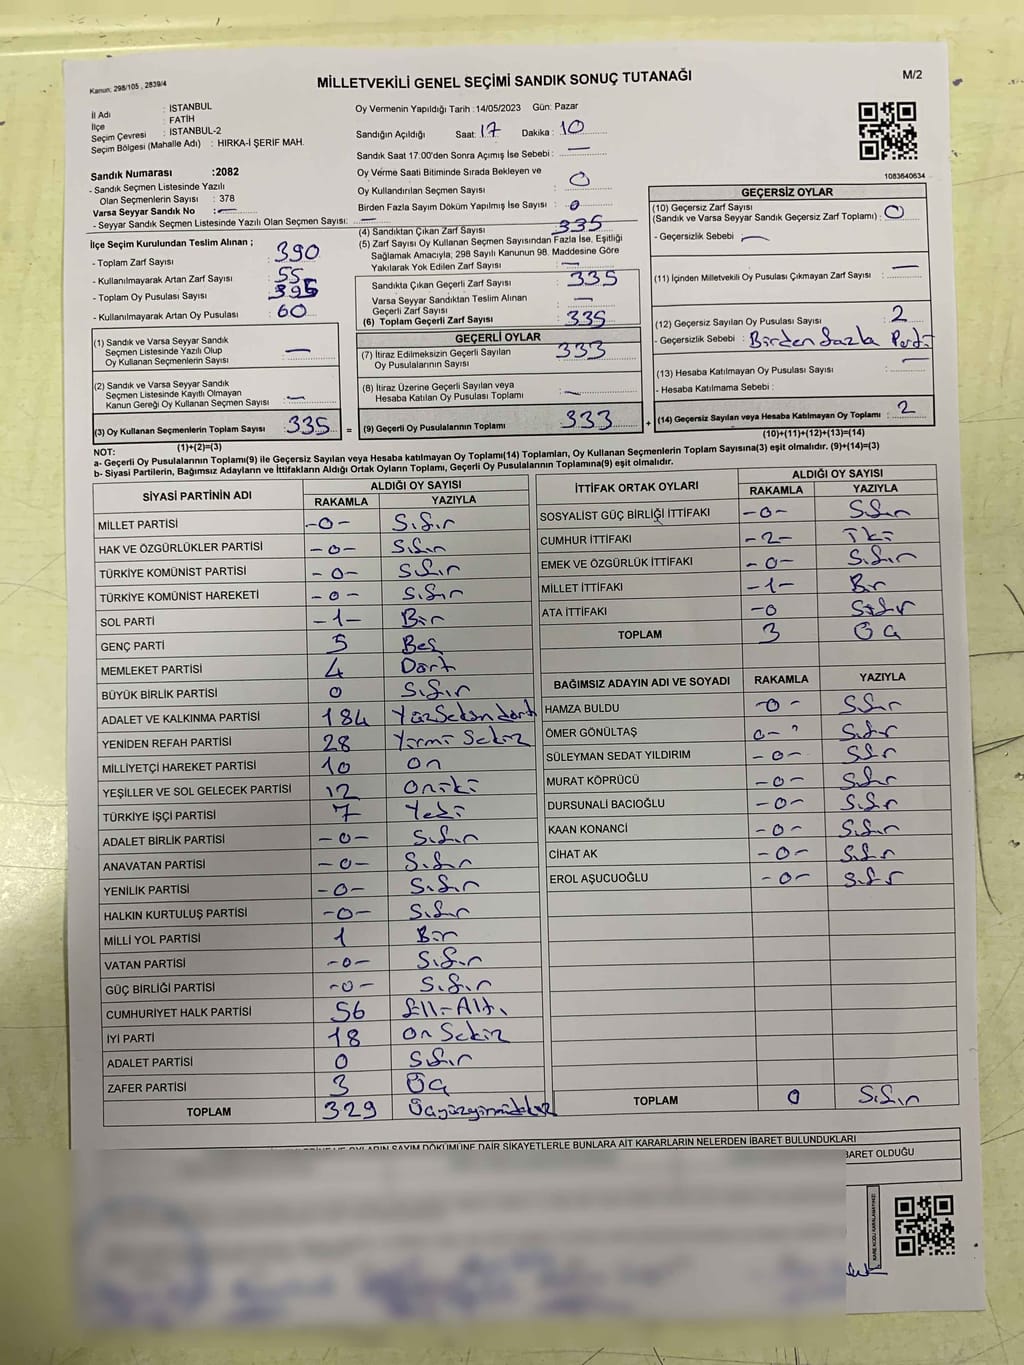 Kanun: 298/105 , 2839/4
MİLLETVEKİLİ GENEL SEÇİMİ SANDIK SONUÇ TUTANAĞI
M/2
İl Adı : İSTANBUL
İlçe : FATİH
Seçim Çevresi : İSTANBUL-2
Seçim Bölgesi (Mahalle Adı) : HIRKA-İ ŞERİF MAH.
Oy Vermenin Yapıldığı Tarih : 14/05/2023 Gün: Pazar
Sandığın Açıldığı Saat: 17 Dakika : 10
Sandık Saat 17:00'den Sonra Açımış İse Sebebi : —
Oy Verme Saati Bitiminde Sırada Bekleyen ve
Oy Kullandırılan Seçmen Sayısı : 0
Birden Fazla Sayım Döküm Yapılmış İse Sayısı : 0
1083640634
Sandık Numarası :2082
- Sandık Seçmen Listesinde Yazılı
Olan Seçmenlerin Sayısı : 378
Varsa Seyyar Sandık No : —
- Seyyar Sandık Seçmen Listesinde Yazılı Olan Seçmen Sayısı: —
İlçe Seçim Kurulundan Teslim Alınan ;
- Toplam Zarf Sayısı : 390
- Kullanılmayarak Artan Zarf Sayısı : 55
- Toplam Oy Pusulası Sayısı : 395
- Kullanılmayarak Artan Oy Pusulası : 60
(4) Sandıktan Çıkan Zarf Sayısı : 335
(5) Zarf Sayısı Oy Kullanan Seçmen Sayısından Fazla İse, Eşitliği
Sağlamak Amacıyla, 298 Sayılı Kanunun 98. Maddesine Göre
Yakılarak Yok Edilen Zarf Sayısı : —
Sandıkta Çıkan Geçerli Zarf Sayısı : 335
Varsa Seyyar Sandıktan Teslim Alınan
Geçerli Zarf Sayısı : —
(6) Toplam Geçerli Zarf Sayısı : 335
GEÇERSİZ OYLAR
(10) Geçersiz Zarf Sayısı
(Sandık ve Varsa Seyyar Sandık Geçersiz Zarf Toplamı) : 0
- Geçersizlik Sebebi : —
(11) İçinden Milletvekili Oy Pusulası Çıkmayan Zarf Sayısı : —
(12) Geçersiz Sayılan Oy Pusulası Sayısı : 2
- Geçersizlik Sebebi : Birden fazla Parti
(13) Hesaba Katılmayan Oy Pusulası Sayısı : —
- Hesaba Katılmama Sebebi :
(14) Geçersiz Sayılan veya Hesaba Katılmayan Oy Toplamı : 2
(10)+(11)+(12)+(13)=(14)
(1) Sandık ve Varsa Seyyar Sandık
Seçmen Listesinde Yazılı Olup
Oy Kullanan Seçmenlerin Sayısı : —
(2) Sandık ve Varsa Seyyar Sandık
Seçmen Listesinde Kayıtlı Olmayan
Kanun Gereği Oy Kullanan Seçmen Sayısı : —
(3) Oy Kullanan Seçmenlerin Toplam Sayısı : 335 =
(1)+(2)=(3)
GEÇERLİ OYLAR
(7) İtiraz Edilmeksizin Geçerli Sayılan
Oy Pusulalarının Sayısı : 333
(8) İtiraz Üzerine Geçerli Sayılan veya
Hesaba Katılan Oy Pusulası Toplamı : —
(9) Geçerli Oy Pusulalarının Toplamı : 333 +
NOT:
a- Geçerli Oy Pusulalarının Toplamı(9) ile Geçersiz Sayılan veya Hesaba katılmayan Oy Toplamı(14) Toplamları, Oy Kullanan Seçmenlerin Toplam Sayısına(3) eşit olmalıdır. (9)+(14)=(3)
b- Siyasi Partilerin, Bağımsız Adayların ve İttifakların Aldığı Ortak Oyların Toplamı, Geçerli Oy Pusulalarının Toplamına(9) eşit olmalıdır.
SİYASİ PARTİNİN ADI ALDIĞI OY SAYISI
RAKAMLA YAZIYLA
MİLLET PARTİSİ -0- Sıfır
HAK VE ÖZGÜRLÜKLER PARTİSİ -0- Sıfır
TÜRKİYE KOMÜNİST PARTİSİ -0- Sıfır
TÜRKİYE KOMÜNİST HAREKETİ -0- Sıfır
SOL PARTİ -1- Bir
GENÇ PARTİ 5 Beş
MEMLEKET PARTİSİ 4 Dört
BÜYÜK BİRLİK PARTİSİ 0 Sıfır
ADALET VE KALKINMA PARTİSİ 184 YüzSeksendört
YENİDEN REFAH PARTİSİ 28 Yirmi Sekiz
MİLLİYETÇİ HAREKET PARTİSİ 10 On
YEŞİLLER VE SOL GELECEK PARTİSİ 12 Oniki
TÜRKİYE İŞÇİ PARTİSİ 7 Yedi
ADALET BİRLİK PARTİSİ -0- Sıfır
ANAVATAN PARTİSİ -0- Sıfır
YENİLİK PARTİSİ -0- Sıfır
HALKIN KURTULUŞ PARTİSİ -0- Sıfır
MİLLİ YOL PARTİSİ 1 Bir
VATAN PARTİSİ -0- Sıfır
GÜÇ BİRLİĞİ PARTİSİ -0- Sıfır
CUMHURİYET HALK PARTİSİ 56 Elli-Altı
İYİ PARTİ 18 On Sekiz
ADALET PARTİSİ 0 Sıfır
ZAFER PARTİSİ 3 Üç
TOPLAM 329 Üçyüzyirmidokuz
İTTİFAK ORTAK OYLARI ALDIĞI OY SAYISI
RAKAMLA YAZIYLA
SOSYALİST GÜÇ BİRLİĞİ İTTİFAKI -0- Sıfır
CUMHUR İTTİFAKI -2- İki
EMEK VE ÖZGÜRLÜK İTTİFAKI -0- Sıfır
MİLLET İTTİFAKI -1- Bir
ATA İTTİFAKI -0 Sıfır
TOPLAM 3 Üç
BAĞIMSIZ ADAYIN ADI VE SOYADI RAKAMLA YAZIYLA
HAMZA BULDU -0- Sıfır
ÖMER GÖNÜLTAŞ 0- Sıfır
SÜLEYMAN SEDAT YILDIRIM -0- Sıfır
MURAT KÖPRÜCÜ -0- Sıfır
DURSUNALİ BACIOĞLU -0- Sıfır
KAAN KONANCİ -0- Sıfır
CİHAT AK -0- Sıfır
EROL AŞUCUOĞLU -0- Sıfır
TOPLAM 0 Sıfır
OYLARIN SAYIM DÖKÜMÜNE DAİR ŞİKAYETLERLE BUNLARA AİT KARARLARIN NELERDEN İBARET BULUNDUKLARI
BARET OLDUĞU